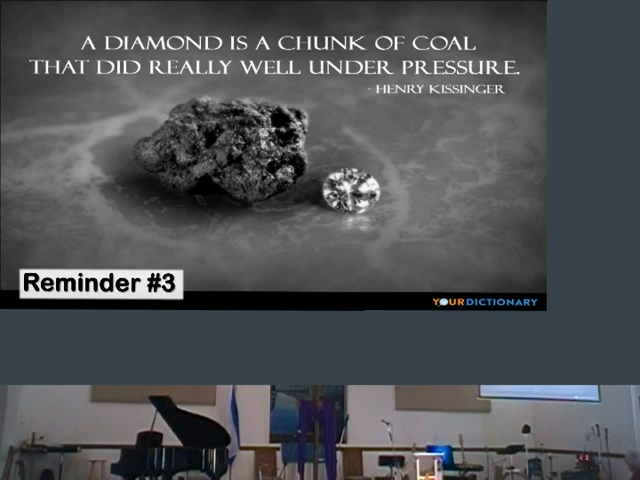 A DIAMOND IS A CHUNK OF COAL
THAT DID REALLY WELL UNDER PRESSURE.
- HENRY KISSINGER
Reminder #3
YOURDICTIONARY